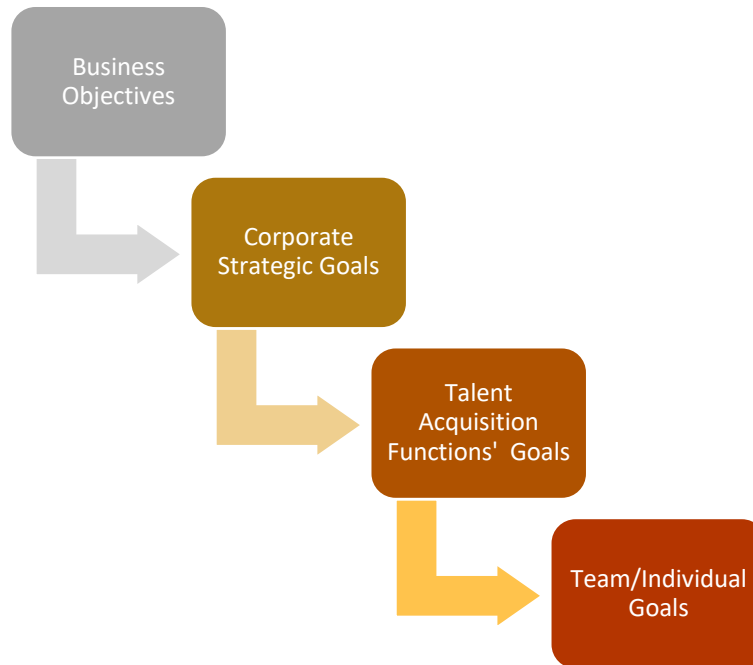 Business
Objectives
Corporate
Strategic Goals
Talent
Acquisition
Functions' Goals
Team/Individual
Goals